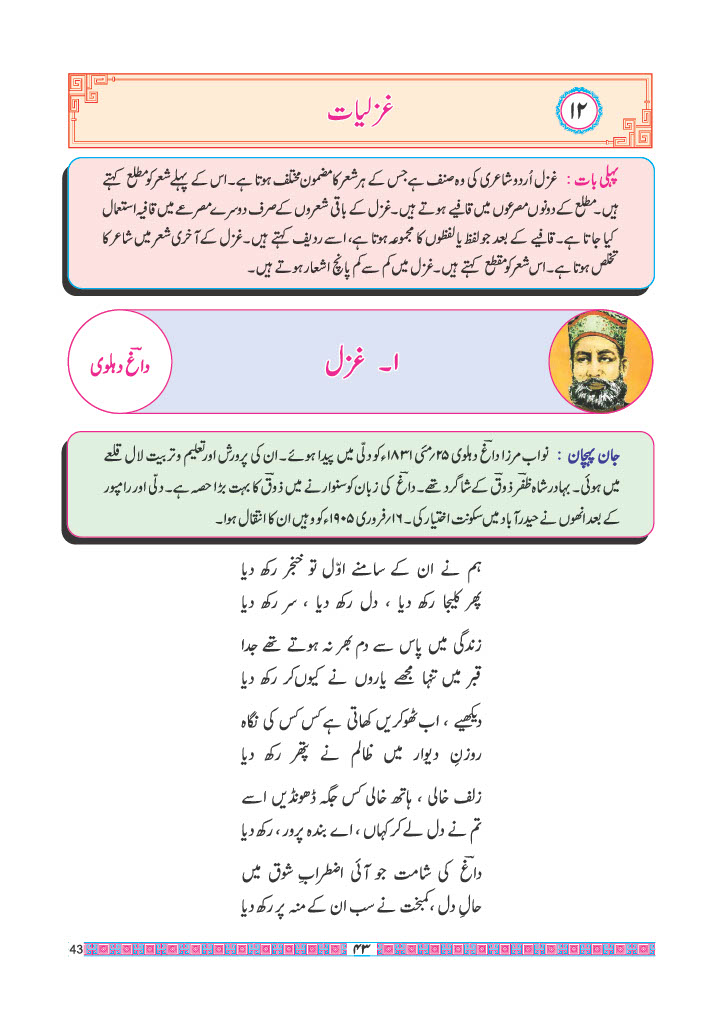 ۱۲
غزلیات
پہلی بات : غزل اُردو شاعری کی وہ صنف ہے جس کے ہر شعر کا مضمون مختلف ہوتا ہے۔ اس کے پہلے شعر کو مطلع کہتے
ہیں۔ مطلع کے دونوں مصرعوں میں قافیے ہوتے ہیں۔ غزل کے باقی شعروں کے صرف دوسرے مصرعے میں قافیہ استعمال
کیا جاتا ہے۔ قافیے کے بعد جو لفظ یا لفظوں کا مجموعہ ہوتا ہے، اسے ردیف کہتے ہیں۔ غزل کے آخری شعر میں شاعر کا
تخلص ہوتا ہے۔ اس شعر کو مقطع کہتے ہیں۔ غزل میں کم سے کم پانچ اشعار ہوتے ہیں۔
۱۔ غزل
داغؔ دہلوی
جان پہچان : نواب مرزا داغؔ دہلوی ۲۵؍مئی ۱۸۳۱ء کو دلّی میں پیدا ہوئے۔ ان کی پرورش اور تعلیم و تربیت لال قلعے
میں ہوئی۔ بہادر شاہ ظفرؔ ذوقؔ کے شاگرد تھے۔ داغؔ کی زبان کو سنوارنے میں ذوقؔ کا بہت بڑا حصہ ہے۔ دلّی اور رامپور
کے بعد انھوں نے حیدرآباد میں سکونت اختیار کی۔ ۱۶؍فروری ۱۹۰۵ء کو وہیں ان کا انتقال ہوا۔
ہم نے ان کے سامنے اوّل تو خنجر رکھ دیا
پھر کلیجا رکھ دیا ، دل رکھ دیا ، سر رکھ دیا
زندگی میں پاس سے دم بھر نہ ہوتے تھے جدا
قبر میں تنہا مجھے یاروں نے کیوں کر رکھ دیا
دیکھیے ، اب ٹھوکریں کھاتی ہے کس کس کی نگاہ
روزنِ دیوار میں ظالم نے پتھر رکھ دیا
زلف خالی ، ہاتھ خالی کس جگہ ڈھونڈیں اسے
تم نے دل لے کر کہاں ، اے بندہ پرور ، رکھ دیا
داغؔ کی شامت جو آئی اضطرابِ شوق میں
حالِ دل ، کمبخت نے سب ان کے منہ پر رکھ دیا
43
۴۳